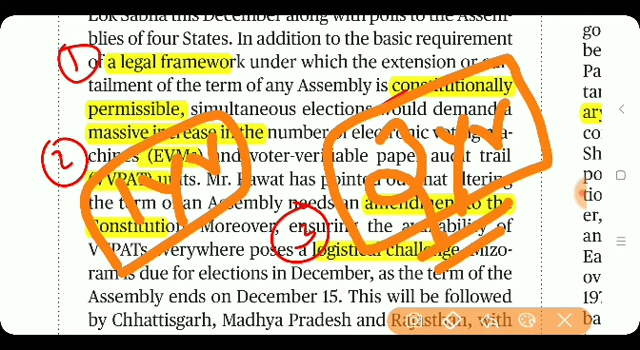 Lok Sabha this December along with polls to the Assem-
blies of four States. In addition to the basic requirement
1 of a legal framework under which the extension or cur-
tailment of the term of any Assembly is constitutionally
permissible, simultaneous elections would demand a
massive increase in the number of electronic voting ma-
2 chines (EVMs) and voter-verifiable paper audit trail
(VVPAT) units. Mr. Rawat has pointed out that altering
the term of an Assembly needs an amendment to the
Constitution. Moreover, ensuring the availability of
VVPATs everywhere poses a logistical challenge. Mizo-
3
ram is due for elections in December, as the term of the
Assembly ends on December 15. This will be followed
by Chhattisgarh, Madhya Pradesh and Rajasthan, with
go
be
Pa
tar
ary
co
Sh
po
tio
er,
an
Ea
ov
197
ba